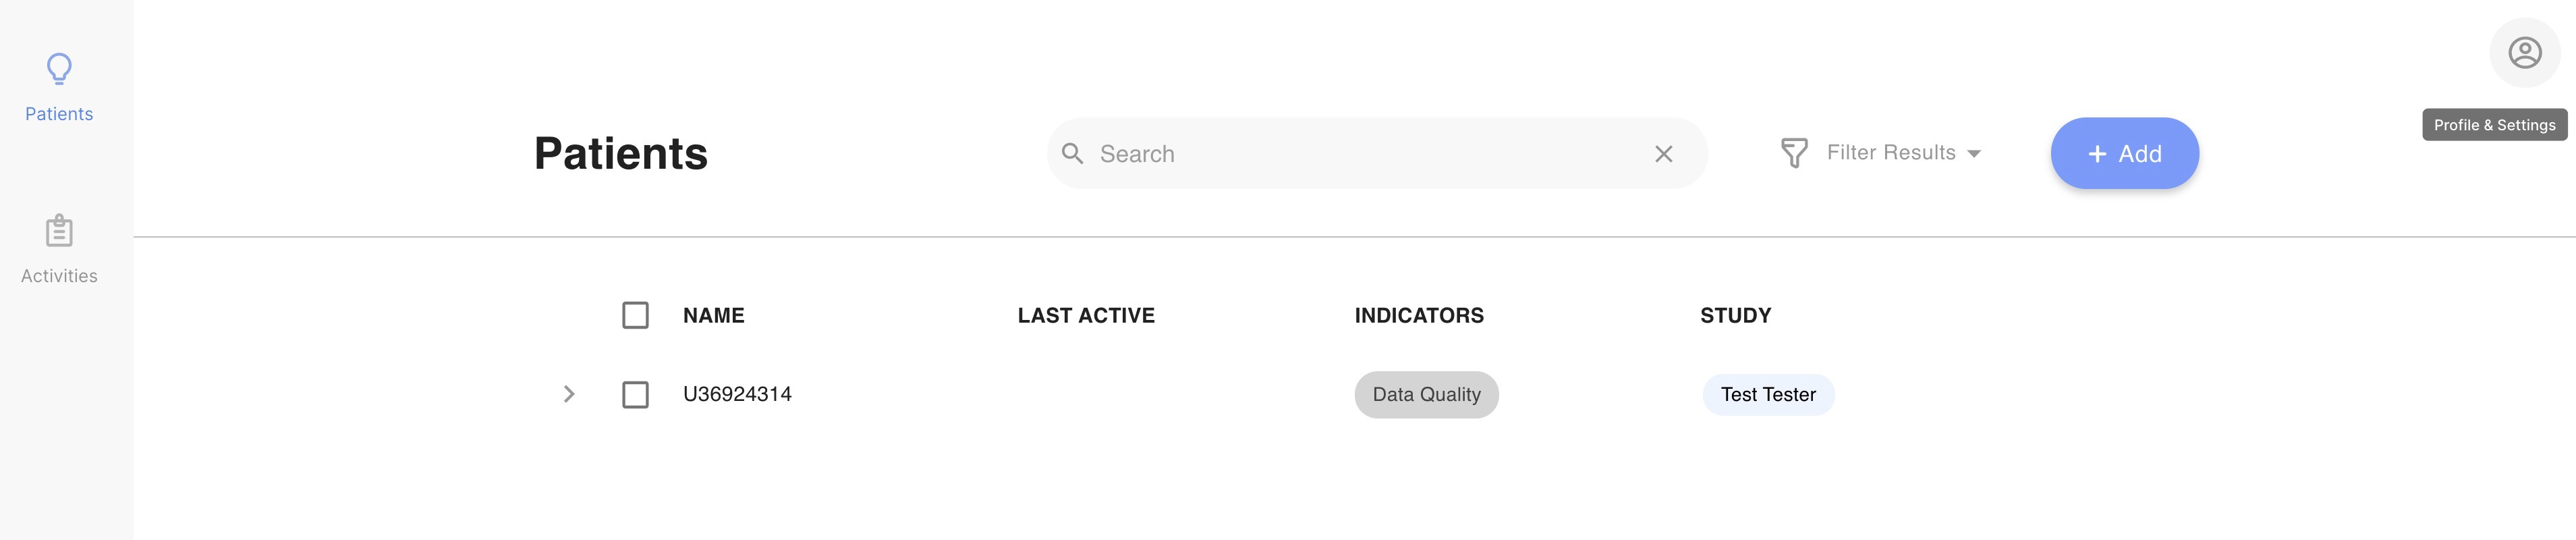 Patients
Activities
Profile & Settings
Patients
Search
Filter Results
+ Add
NAME LAST ACTIVE INDICATORS STUDY
U36924314 Data Quality Test Tester